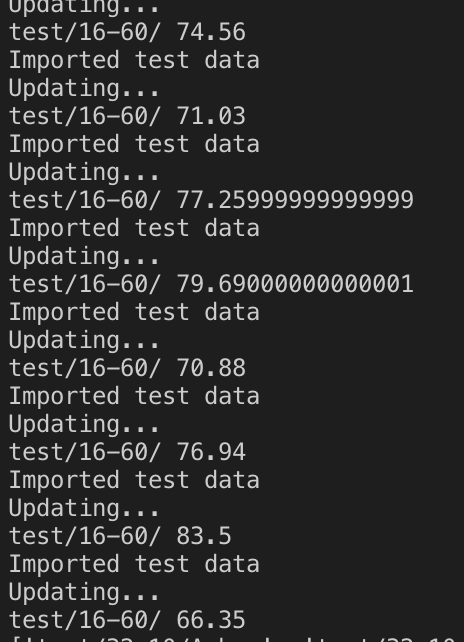 Updating...
test/16-60/ 74.56
Imported test data
Updating...
test/16-60/ 71.03
Imported test data
Updating...
test/16-60/ 77.25999999999999
Imported test data
Updating...
test/16-60/ 79.69000000000001
Imported test data
Updating...
test/16-60/ 70.88
Imported test data
Updating...
test/16-60/ 76.94
Imported test data
Updating...
test/16-60/ 83.5
Imported test data
Updating...
test/16-60/ 66.35